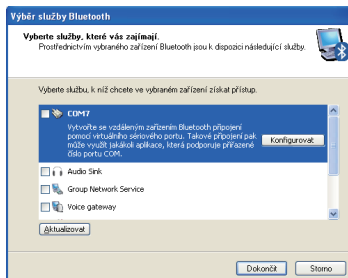 Výběr služby Bluetooth
Vyberte služby, které vás zajímají.
Prostřednictvím vybraného zařízení Bluetooth jsou k dispozici následující služby.
Vyberte službu, k níž chcete ve vybraném zařízení získat přístup.
COM7
Vytvořte se vzdáleným zařízením Bluetooth připojení
pomocí virtuálního sériového portu. Takové připojení pak
může využít jakákoli aplikace, která podporuje přiřazené
číslo portu COM.
Konfigurovat
Audio Sink
Group Network Service
Voice gateway
Aktualizovat
Dokončit
Storno